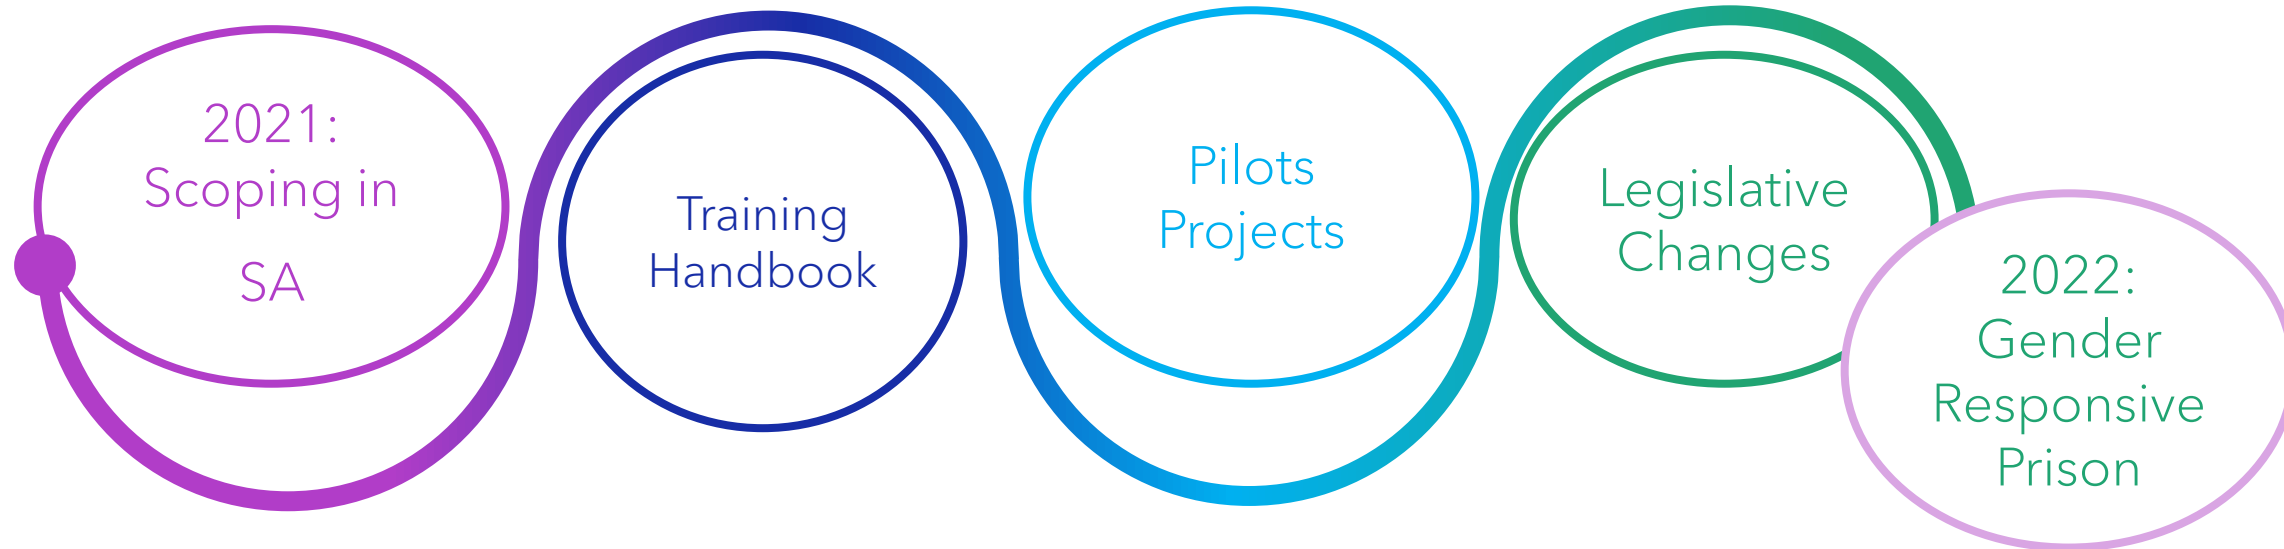 2021:
Scoping in
SA
Training
Handbook
Pilots
Projects
Legislative
Changes
2022:
Gender
Responsive
Prison